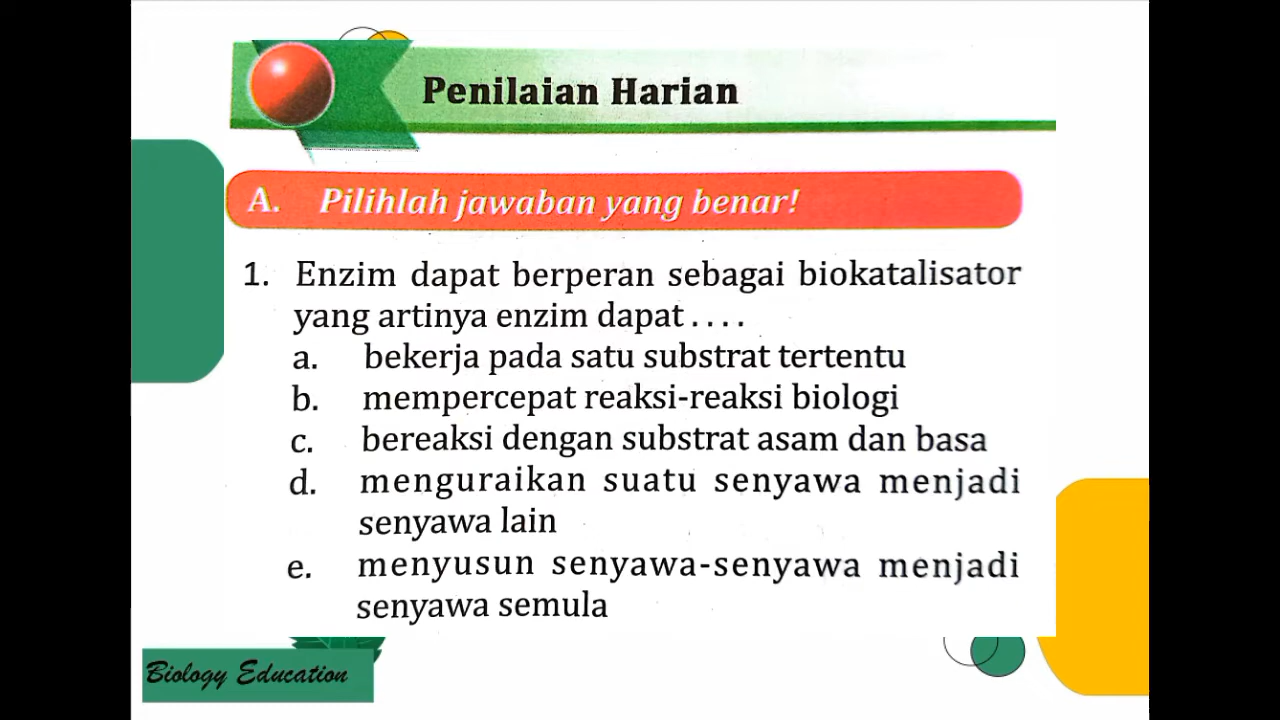 Penilaian Harian
A. Pilihlah jawaban yang benar!
1. Enzim dapat berperan sebagai biokatalisator
yang artinya enzim dapat . . . .
a. bekerja pada satu substrat tertentu
b. mempercepat reaksi-reaksi biologi
c. bereaksi dengan substrat asam dan basa
d. menguraikan suatu senyawa menjadi
senyawa lain
e. menyusun senyawa-senyawa menjadi
senyawa semula
Biology Education